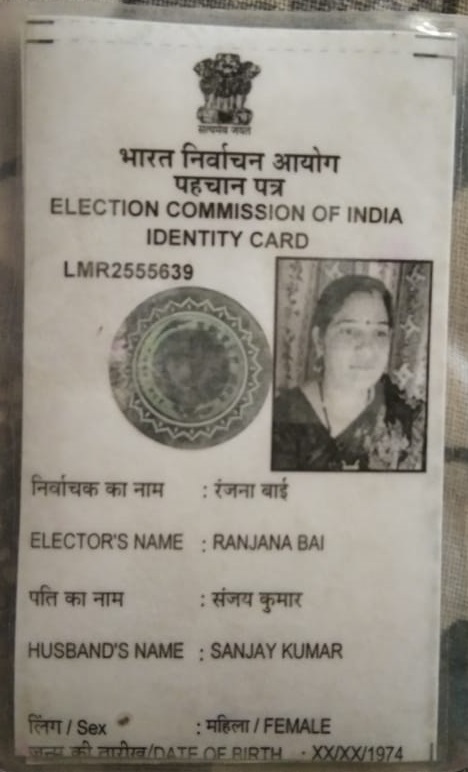 सत्यमेव जयते
भारत निर्वाचन आयोग
पहचान पत्र
ELECTION COMMISSION OF INDIA
IDENTITY CARD
LMR2555639
निर्वाचक का नाम : रंजना बाई
ELECTOR'S NAME : RANJANA BAI
पति का नाम : संजय कुमार
HUSBAND'S NAME : SANJAY KUMAR
लिंग / Sex : महिला / FEMALE
जन्म की तारीख/DATE OF BIRTH : XX/XX/1974